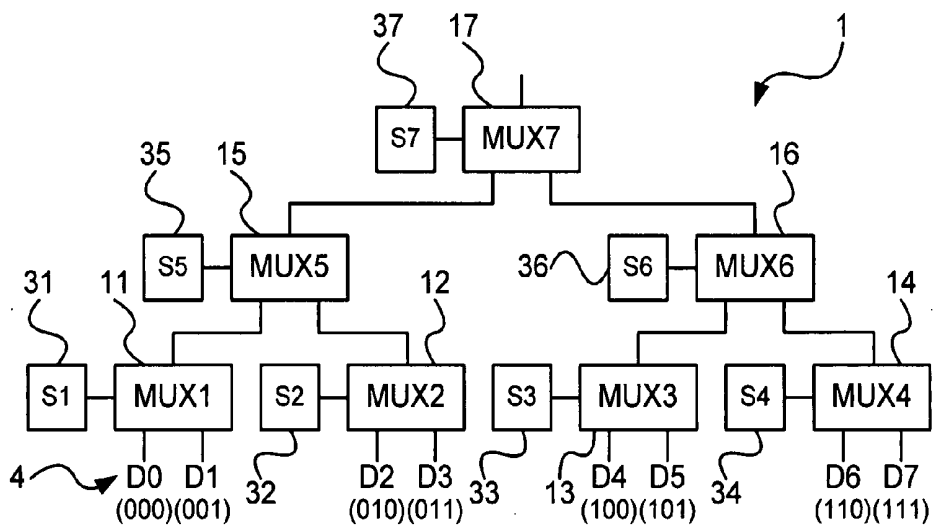 37 17 1
S7 MUX7
35 15 16
S5 MUX5 36 S6 MUX6
31 11 12 14
S1 MUX1 S2 MUX2 S3 MUX3 S4 MUX4
4 D0 D1 32 D2 D3 33 13 D4 D5 34 D6 D7
(000)(001) (010)(011) (100)(101) (110)(111)